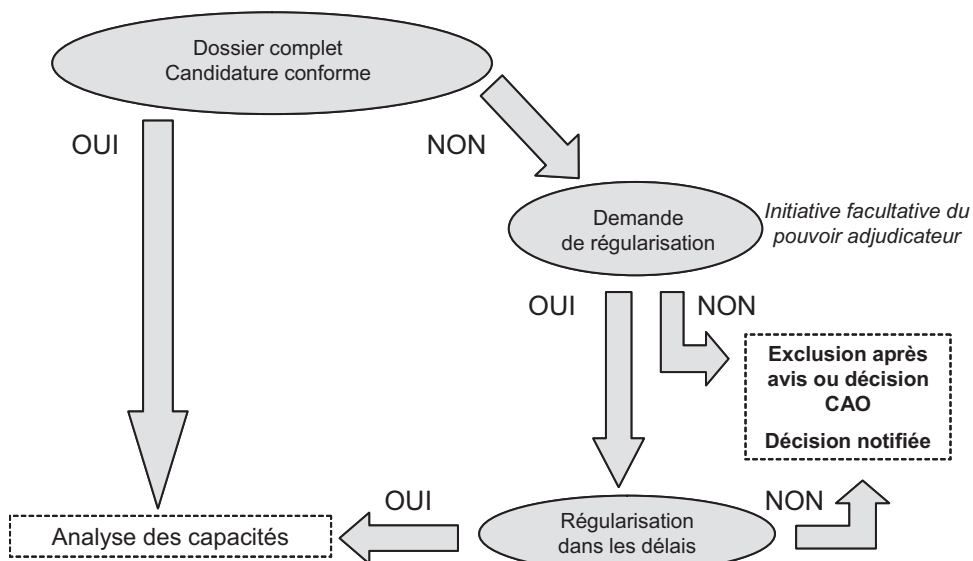 Dossier complet
Candidature conforme
OUI
NON
Demande
de régularisation
Initiative facultative du
pouvoir adjudicateur
OUI
NON
Exclusion après
avis ou décision
CAO
Décision notifiée
OUI
NON
Analyse des capacités
Régularisation
dans les délais